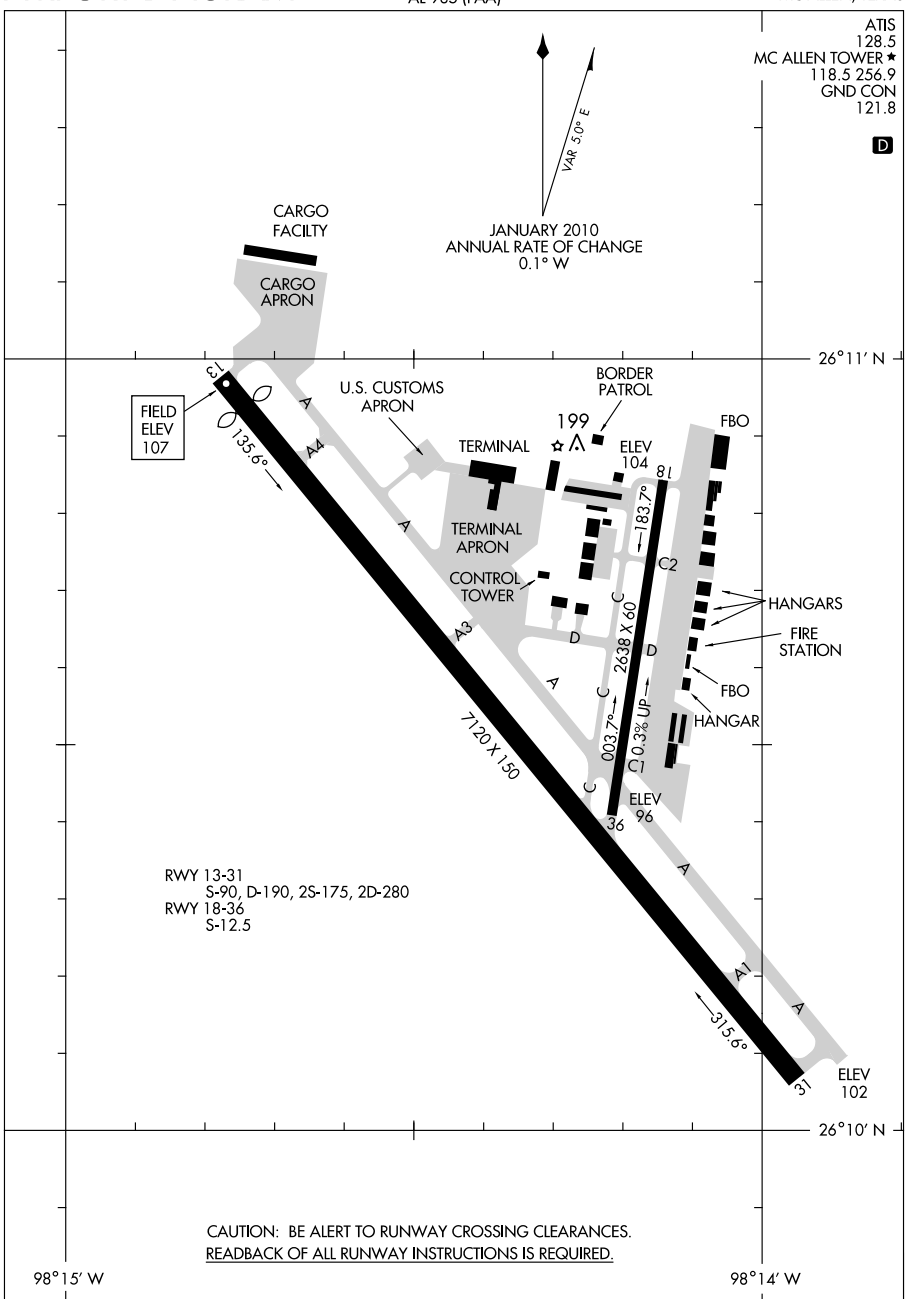 AL-983 (FAA)
ATIS
128.5
MC ALLEN TOWER ★
118.5 256.9
GND CON
121.8
D
VAR 5.0° E
JANUARY 2010
ANNUAL RATE OF CHANGE
0.1° W
CARGO
FACILTY
CARGO
APRON
26°11' N
13
FIELD
ELEV
107
135.6°
A
A4
U.S. CUSTOMS
APRON
BORDER
PATROL
199
TERMINAL
ELEV
104
FBO
18
183.7°
A
TERMINAL
APRON
CONTROL
TOWER
C2
C
HANGARS
2638 X 60
FIRE
STATION
A3
D
D
FBO
A
C
HANGAR
003.7°
0.3% UP
7120 X 150
C1
C
ELEV
96
36
A
RWY 13-31
S-90, D-190, 2S-175, 2D-280
RWY 18-36
S-12.5
A1
A
315.6°
31
ELEV
102
26°10' N
CAUTION: BE ALERT TO RUNWAY CROSSING CLEARANCES.
READBACK OF ALL RUNWAY INSTRUCTIONS IS REQUIRED.
98°15' W
98°14' W